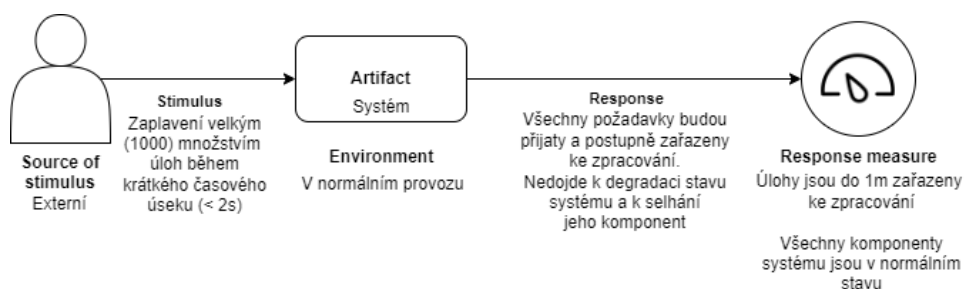 Source of
stimulus
Externí
Stimulus
Zaplavení velkým
(1000) množstvím
úloh během
krátkého časového
úseku (< 2s)
Artifact
Systém
Environment
V normálním provozu
Response
Všechny požadavky budou
přijaty a postupně zařazeny
ke zpracování.
Nedojde k degradaci stavu
systému a k selhání
jeho komponent
Response measure
Úlohy jsou do 1m zařazeny
ke zpracování
Všechny komponenty
systému jsou v normálním
stavu